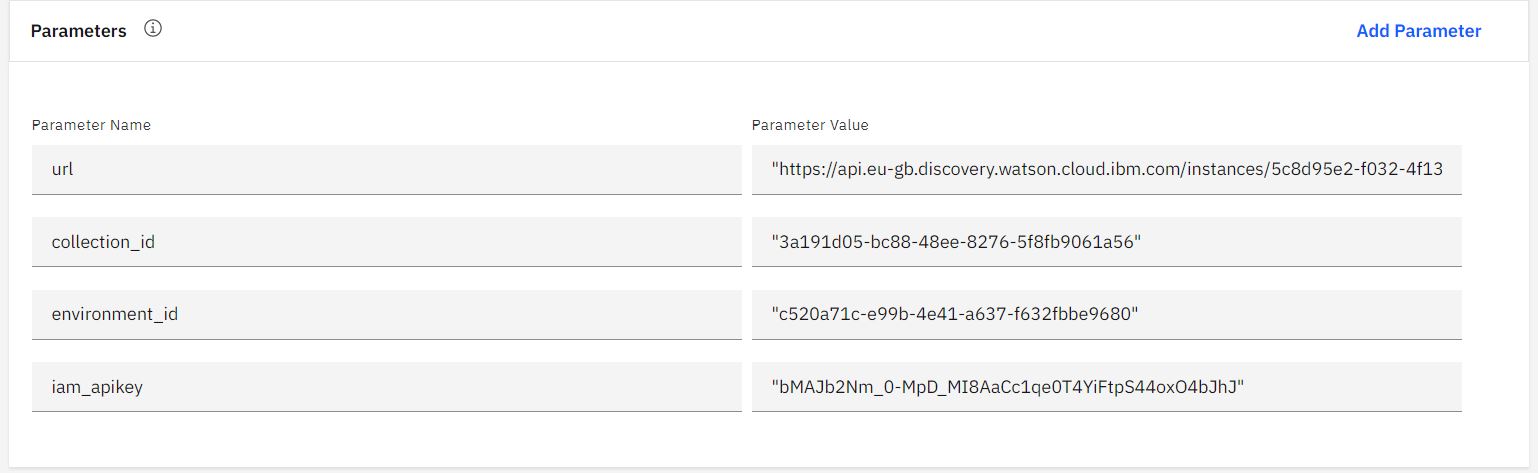 Parameters
Add Parameter
Parameter Name
Parameter Value
url
"https://api.eu-gb.discovery.watson.cloud.ibm.com/instances/5c8d95e2-f032-4f13
collection_id
"3a191d05-bc88-48ee-8276-5f8fb9061a56"
environment_id
"c520a71c-e99b-4e41-a637-f632fbbe9680"
iam_apikey
"bMAJb2Nm_0-MpD_MI8AaCc1qe0T4YiFtpS44oxO4bJhJ"